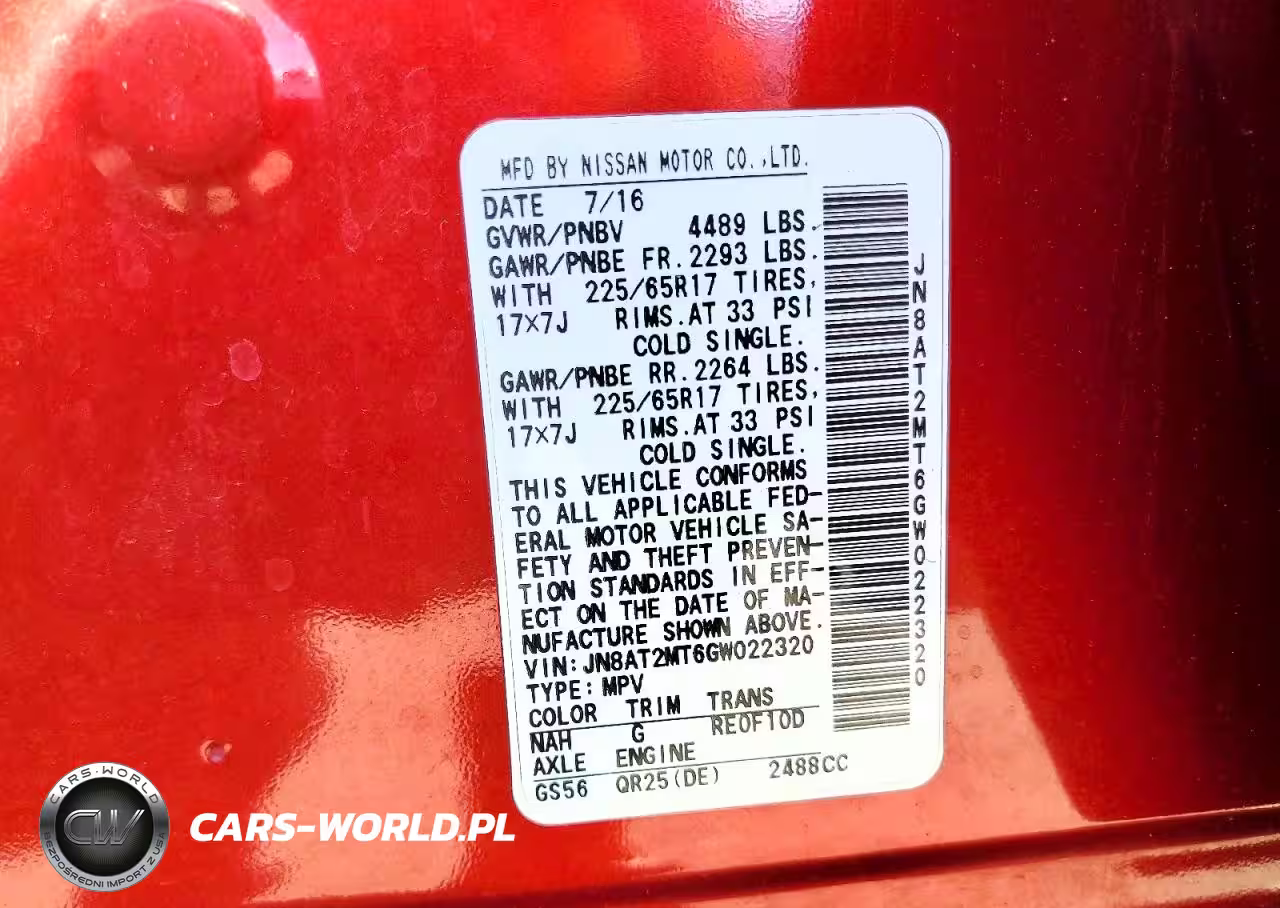 MFD BY NISSAN MOTOR CO.,LTD.
DATE 7/16
GVWR/PNBV 4489 LBS.
GAWR/PNBE FR.2293 LBS.
WITH 225/65R17 TIRES,
17X7J RIMS.AT 33 PSI
COLD SINGLE.
GAWR/PNBE RR.2264 LBS.
WITH 225/65R17 TIRES,
17X7J RIMS.AT 33 PSI
COLD SINGLE.
THIS VEHICLE CONFORMS
TO ALL APPLICABLE FED-
ERAL MOTOR VEHICLE SA-
FETY AND THEFT PREVEN-
TION STANDARDS IN EFF-
ECT ON THE DATE OF MA-
NUFACTURE SHOWN ABOVE.
VIN:JN8AT2MT6GW022320
TYPE:MPV
COLOR TRIM TRANS
NAH G RE0F10D
AXLE ENGINE
GS56 QR25(DE) 2488CC
JN8AT2MT6GW022320
CARS-WORLD
CW
BEZPOŚREDNI IMPORT Z USA
CARS-WORLD.PL